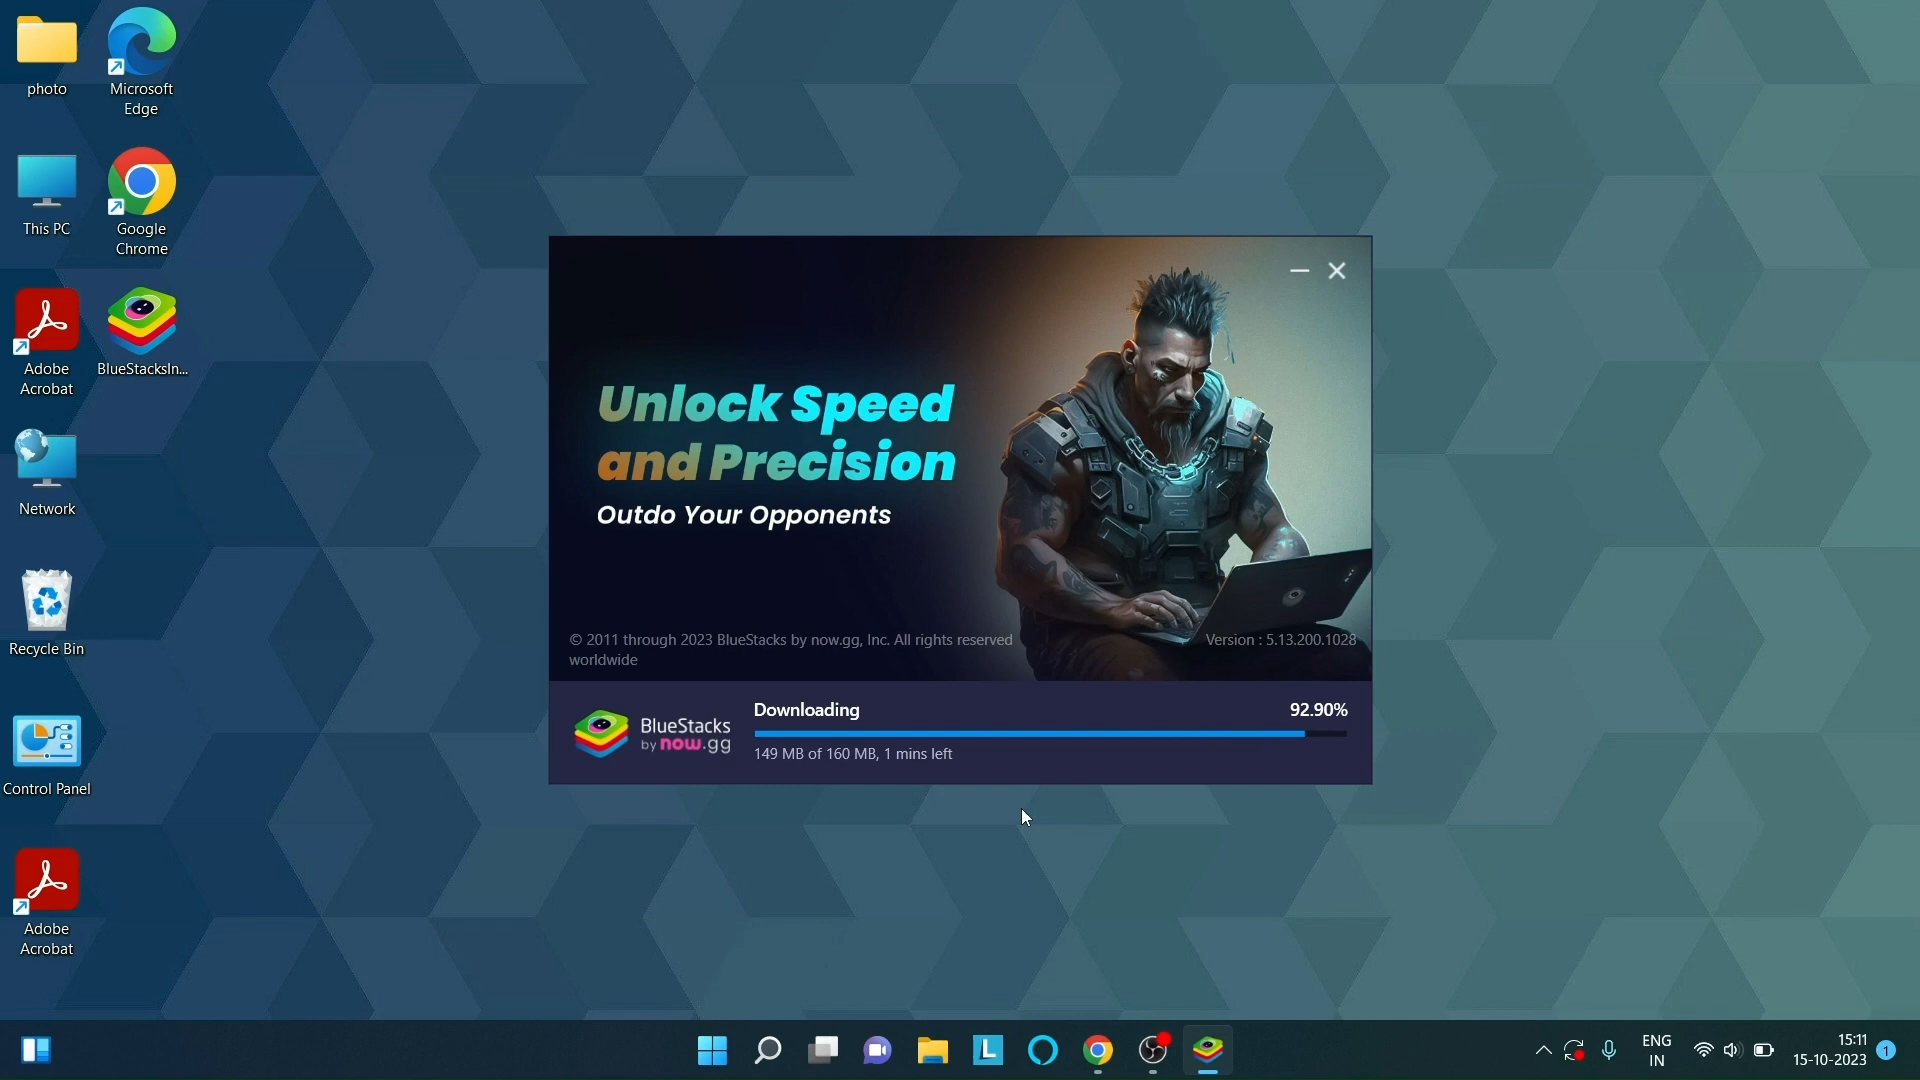 photo
Microsoft
Edge
This PC
Google
Chrome
Adobe
Acrobat
BlueStacksIn...
Network
Recycle Bin
Control Panel
Adobe
Acrobat
Unlock Speed
and Precision
Outdo Your Opponents
© 2011 through 2023 BlueStacks by now.gg, Inc. All rights reserved
worldwide
Version : 5.13.200.1028
BlueStacks
by now.gg
Downloading
92.90%
149 MB of 160 MB, 1 mins left
L
ENG
IN
15:11
15-10-2023
1